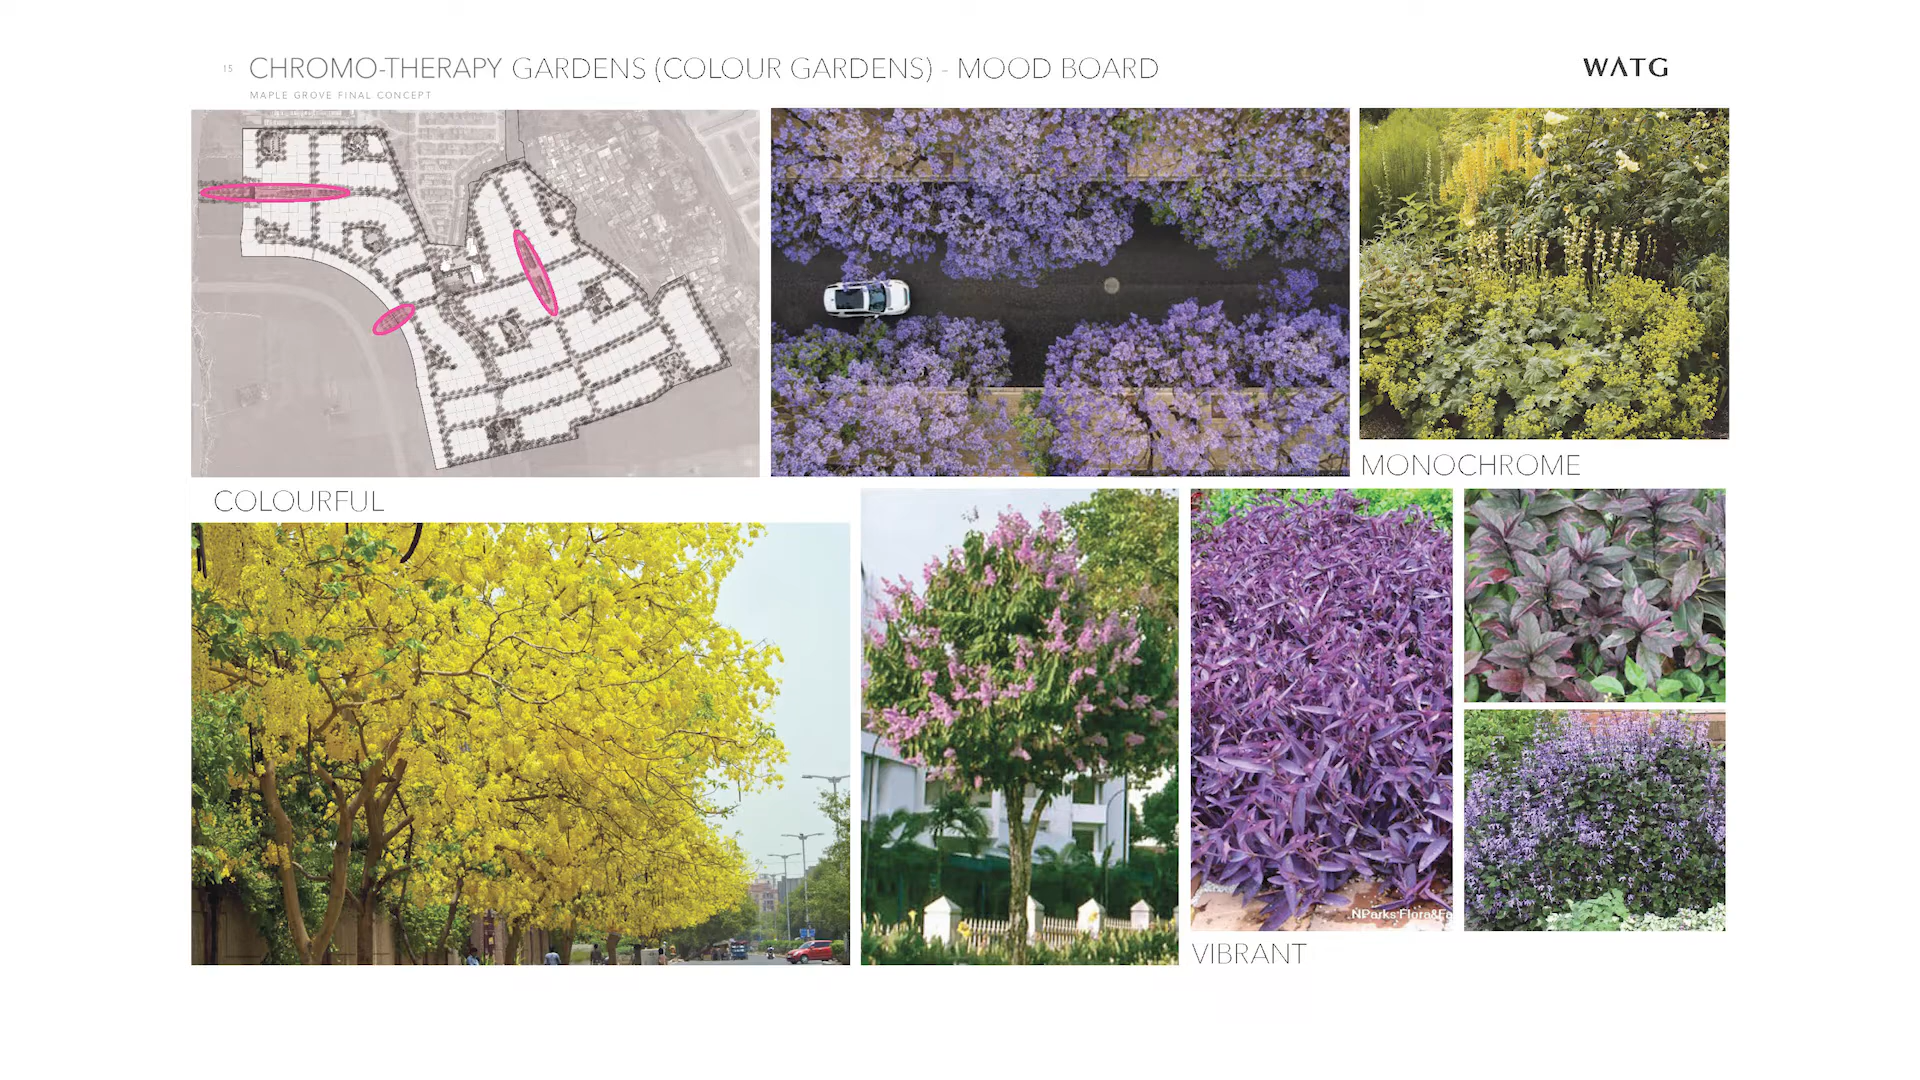 15 CHROMO-THERAPY GARDENS (COLOUR GARDENS) - MOOD BOARD
WATG
MAPLE GROVE FINAL CONCEPT
MONOCHROME
COLOURFUL
NParks Flora&Fa
VIBRANT